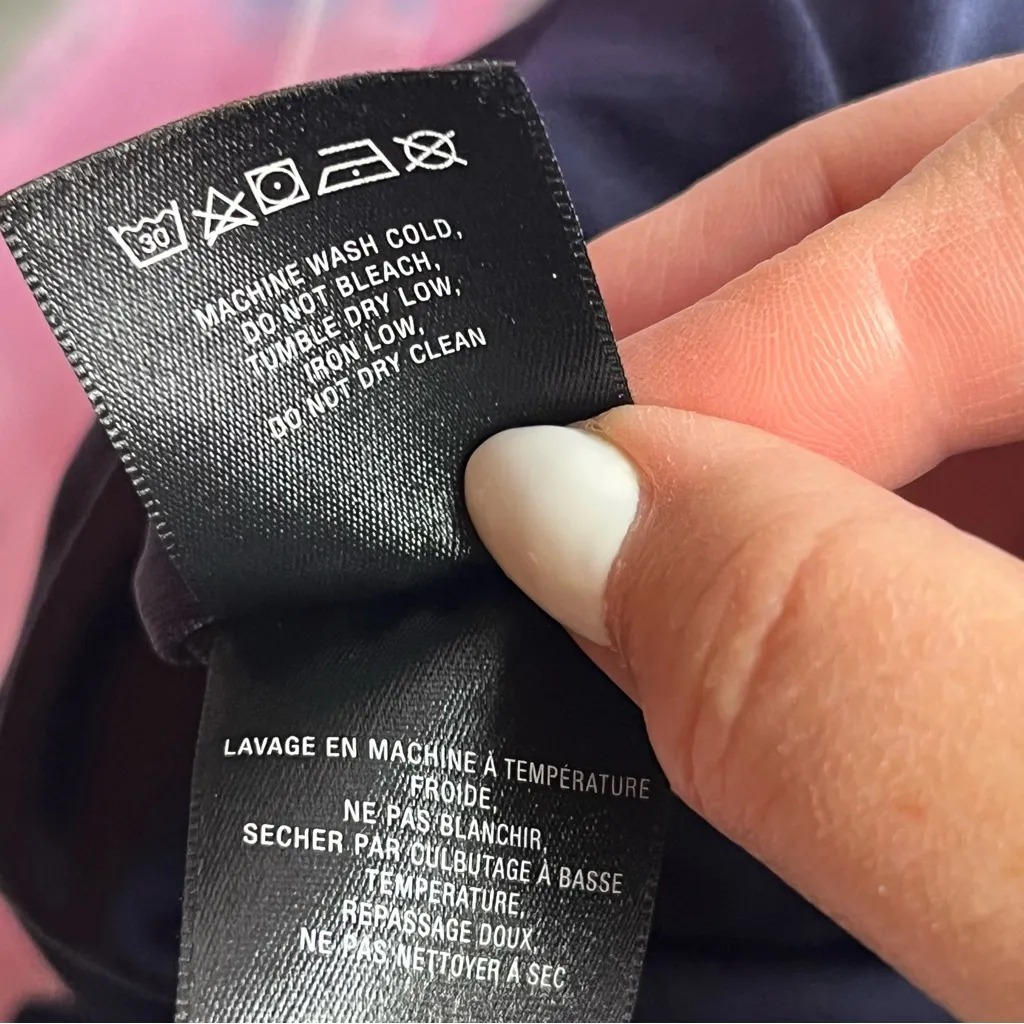 30
MACHINE WASH COLD,
DO NOT BLEACH,
TUMBLE DRY LOW,
IRON LOW,
DO NOT DRY CLEAN
LAVAGE EN MACHINE À TEMPÉRATURE
FROIDE,
NE PAS BLANCHIR,
SECHER PAR CULBUTAGE À BASSE
TEMPERATURE,
REPASSAGE DOUX,
NE PAS NETTOYER À SEC